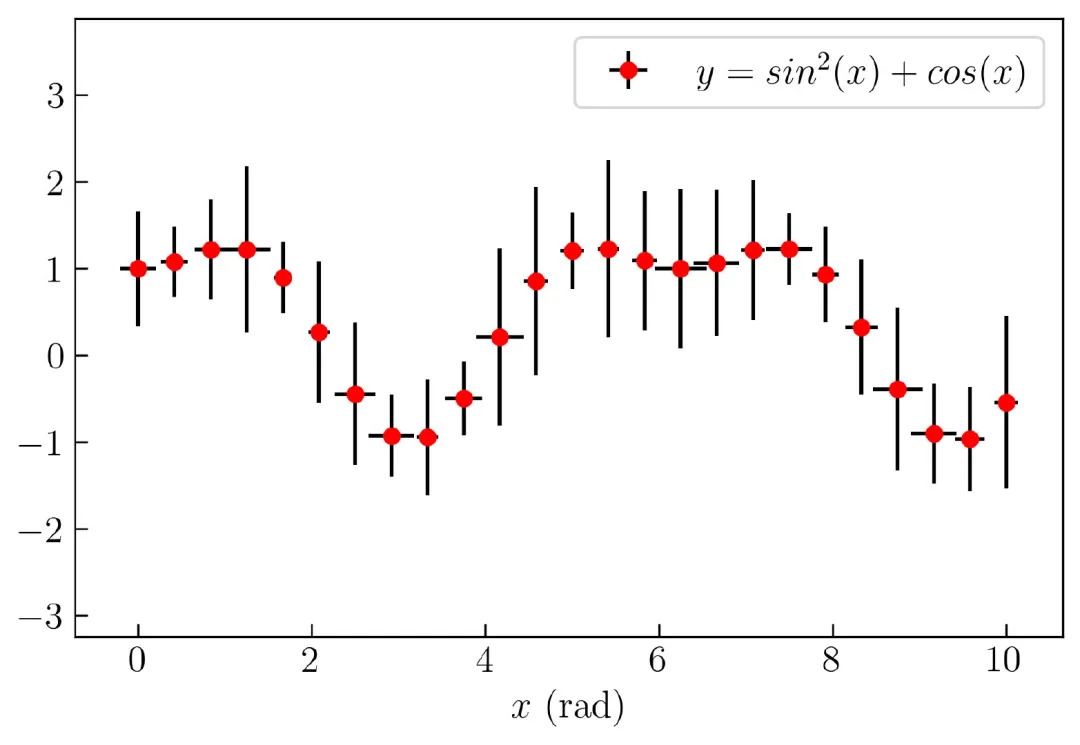 y = sin²(x) + cos(x)
3
2
1
0
−1
−2
−3
0 2 4 6 8 10
x (rad)